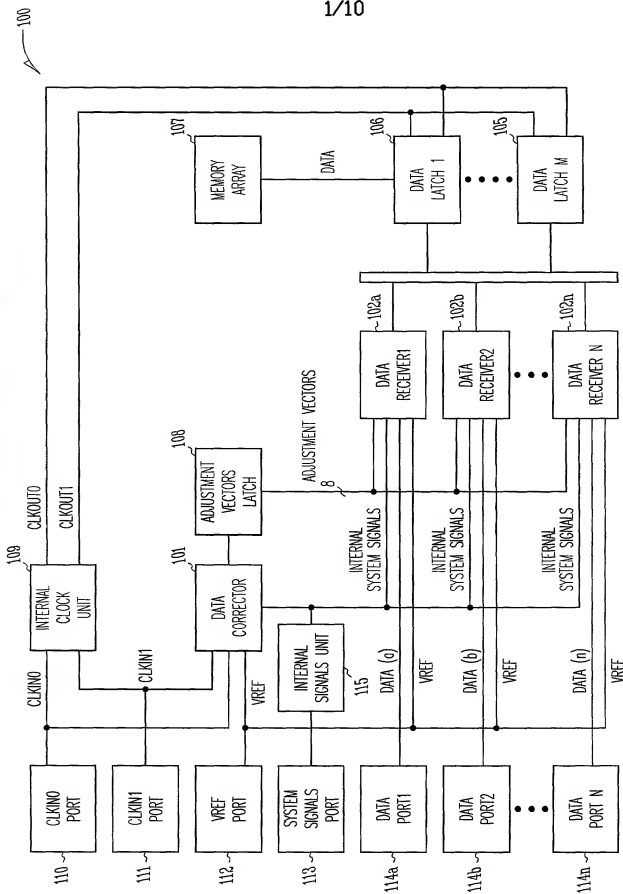 1/10
100
CLKIN0 PORT
110
CLKIN1 PORT
111
VREF PORT
112
SYSTEM SIGNALS PORT
113
DATA PORT1
114a
DATA PORT2
114b
DATA PORT N
114n
CLKIN0
CLKIN1
VREF
INTERNAL CLOCK UNIT
109
CLKOUT0
CLKOUT1
DATA CORRECTOR
101
ADJUSTMENT VECTORS LATCH
108
INTERNAL SIGNALS UNIT
115
ADJUSTMENT VECTORS
8
INTERNAL SYSTEM SIGNALS
DATA (a)
VREF
INTERNAL SYSTEM SIGNALS
DATA (b)
VREF
INTERNAL SYSTEM SIGNALS
DATA (n)
VREF
DATA RECEIVER1
102a
DATA RECEIVER2
102b
DATA RECEIVER N
102n
MEMORY ARRAY
107
DATA
DATA LATCH 1
106
DATA LATCH M
105